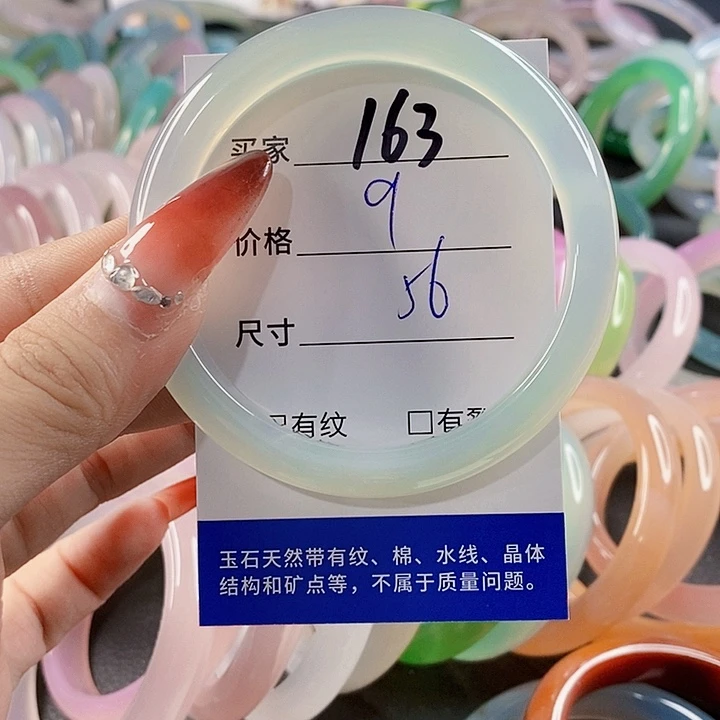 买家 163
价格 9
尺寸 56
有纹 □有裂
玉石天然带有纹、棉、水线、晶体
结构和矿点等，不属于质量问题。